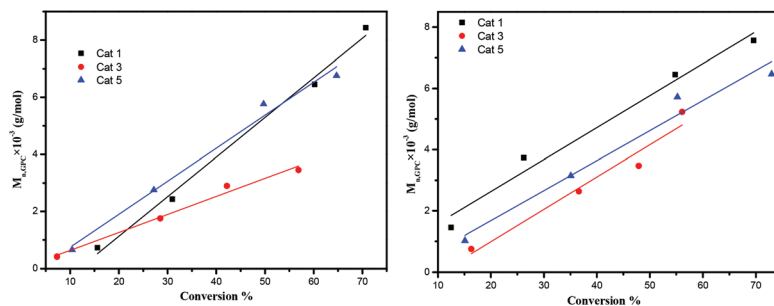 8
6
4
2
0
M_{n,GPC}×10^{-3} (g/mol)
Cat 1
Cat 3
Cat 5
10 20 30 40 50 60 70
Conversion %
8
6
4
2
0
M_{n,GPC}×10^{-3} (g/mol)
Cat 1
Cat 3
Cat 5
10 20 30 40 50 60 70
Conversion %